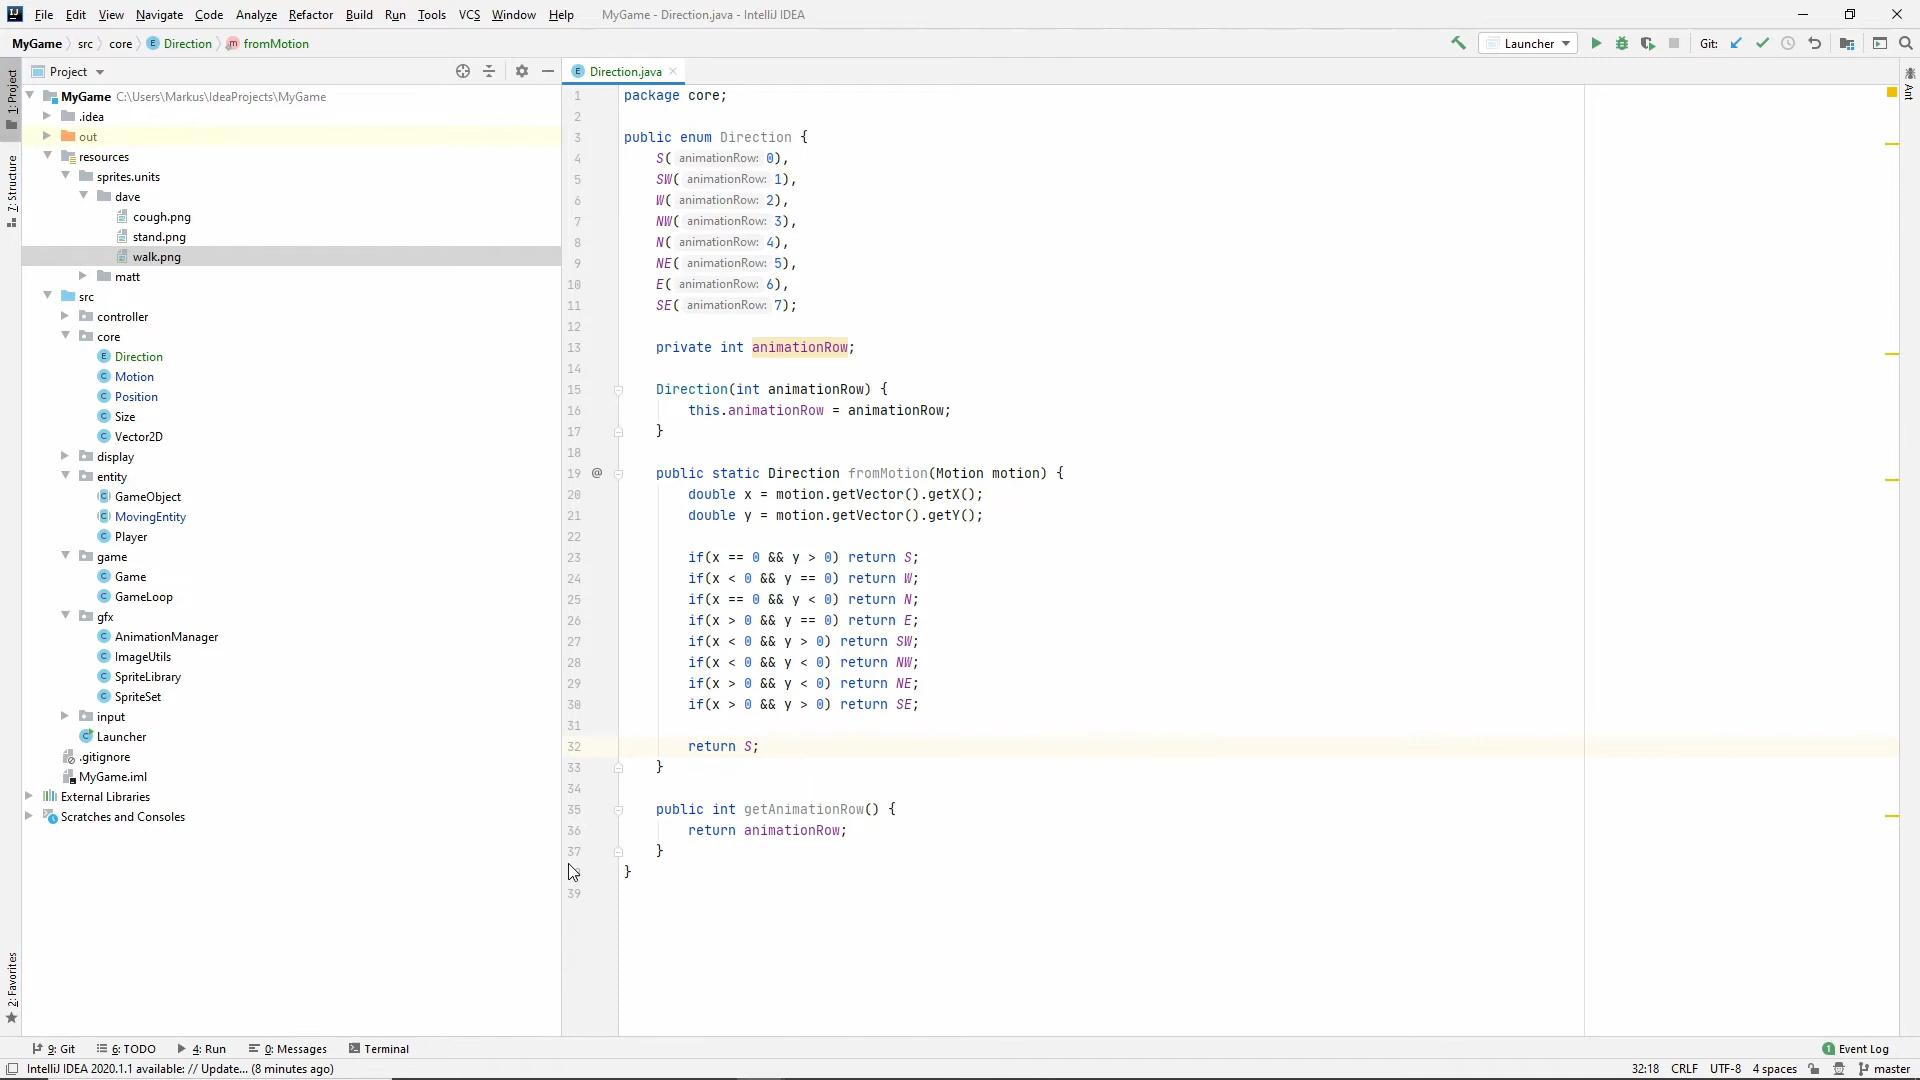 File Edit View Navigate Code Analyze Refactor Build Run Tools VCS Window Help MyGame - Direction.java - IntelliJ IDEA
MyGame src core Direction fromMotion Launcher Git:
Project
Direction.java
1: Project
7: Structure
2: Favorites
Ant
MyGame C:\Users\Markus\IdeaProjects\MyGame
.idea
out
resources
sprites.units
dave
cough.png
stand.png
walk.png
matt
src
controller
core
Direction
Motion
Position
Size
Vector2D
display
entity
GameObject
MovingEntity
Player
game
Game
GameLoop
gfx
AnimationManager
ImageUtils
SpriteLibrary
SpriteSet
input
Launcher
.gitignore
MyGame.iml
External Libraries
Scratches and Consoles
1 package core;
2
3 public enum Direction {
4 S( animationRow: 0),
5 SW( animationRow: 1),
6 W( animationRow: 2),
7 NW( animationRow: 3),
8 N( animationRow: 4),
9 NE( animationRow: 5),
10 E( animationRow: 6),
11 SE( animationRow: 7);
12
13 private int animationRow;
14
15 Direction(int animationRow) {
16 this.animationRow = animationRow;
17 }
18
19 @ public static Direction fromMotion(Motion motion) {
20 double x = motion.getVector().getX();
21 double y = motion.getVector().getY();
22
23 if(x == 0 && y > 0) return S;
24 if(x < 0 && y == 0) return W;
25 if(x == 0 && y < 0) return N;
26 if(x > 0 && y == 0) return E;
27 if(x < 0 && y > 0) return SW;
28 if(x < 0 && y < 0) return NW;
29 if(x > 0 && y < 0) return NE;
30 if(x > 0 && y > 0) return SE;
31
32 return S;
33 }
34
35 public int getAnimationRow() {
36 return animationRow;
37 }
}
39
9: Git 6: TODO 4: Run 0: Messages Terminal 1 Event Log
IntelliJ IDEA 2020.1.1 available: // Update... (8 minutes ago) 32:18 CRLF UTF-8 4 spaces master